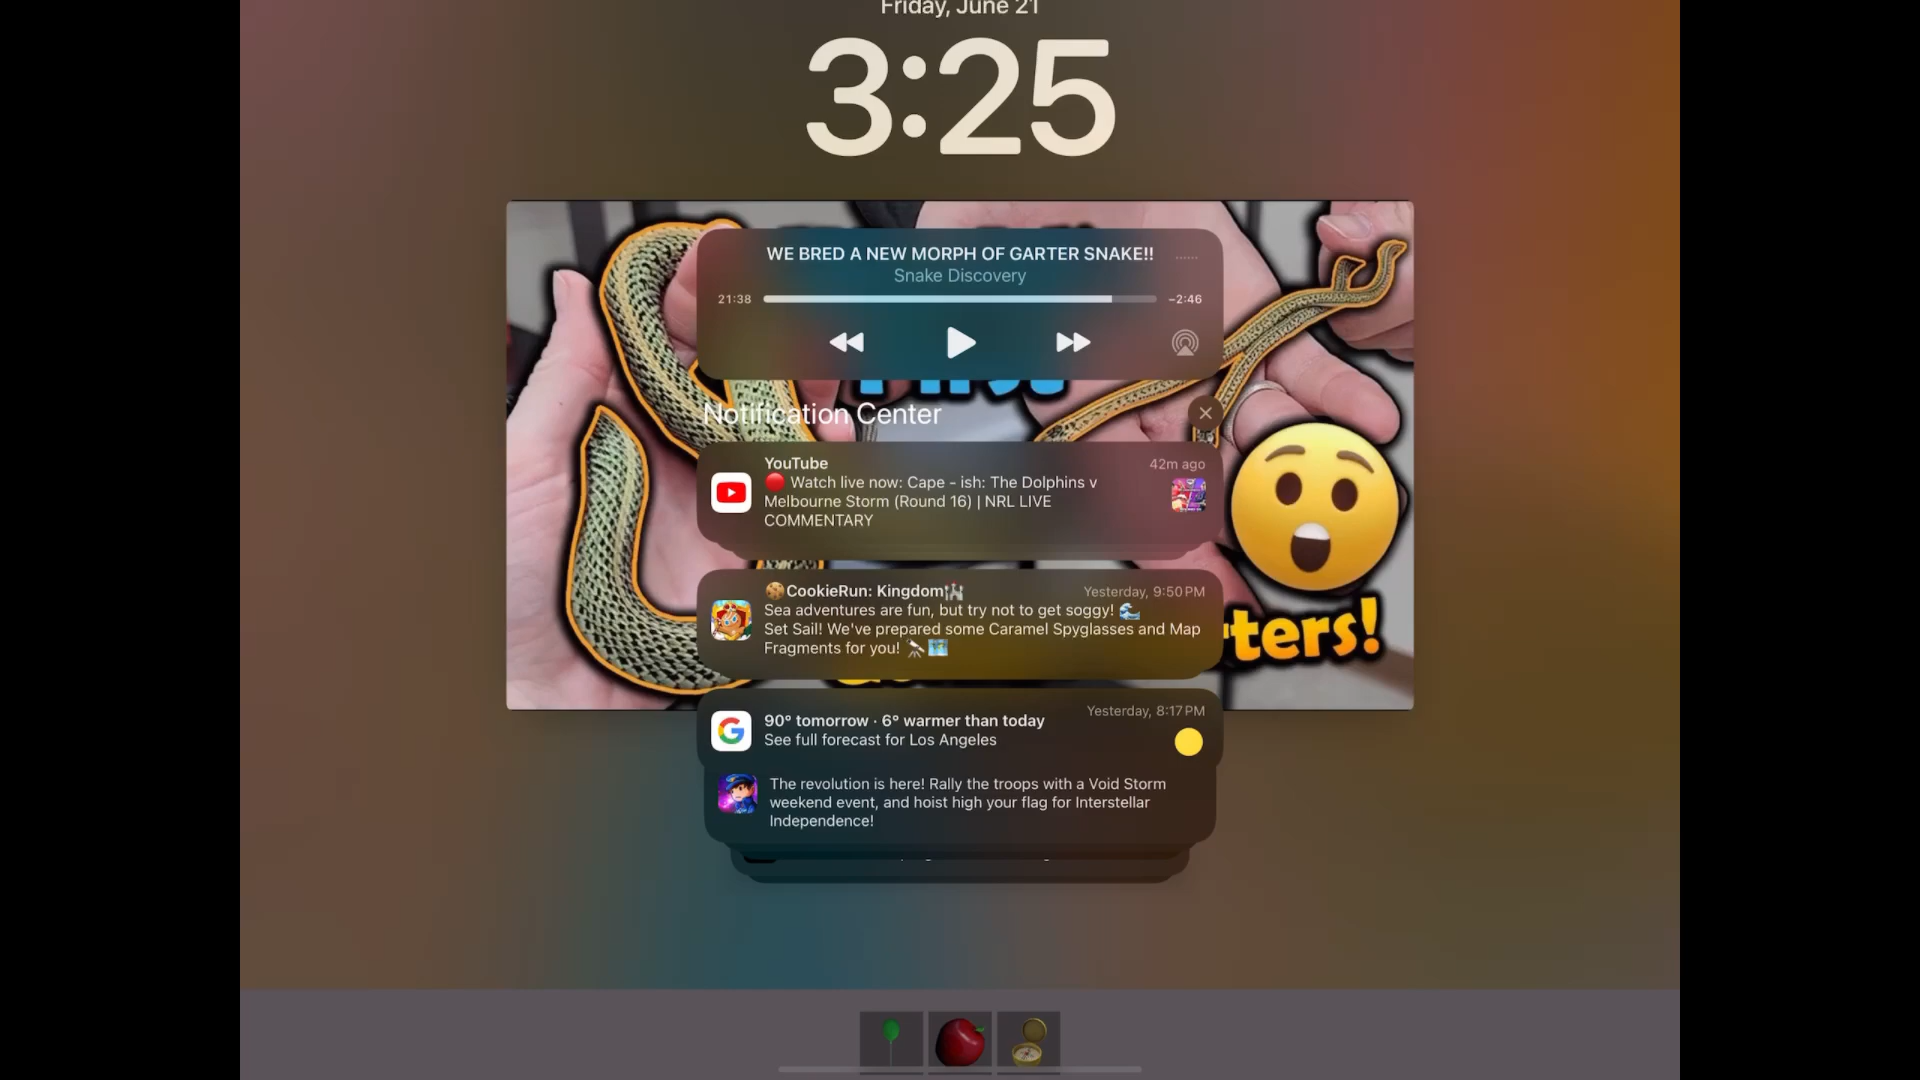 Friday, June 21
3:25
WE BRED A NEW MORPH OF GARTER SNAKE!!
Snake Discovery
21:38
-2:46
Notification Center
YouTube
42m ago
🔴 Watch live now: Cape - ish: The Dolphins v
Melbourne Storm (Round 16) | NRL LIVE
COMMENTARY
🍪CookieRun: Kingdom🏰
Yesterday, 9:50 PM
Sea adventures are fun, but try not to get soggy! 🌊
Set Sail! We've prepared some Caramel Spyglasses and Map
Fragments for you! 🔭🗺️
ters!
90° tomorrow · 6° warmer than today
Yesterday, 8:17 PM
See full forecast for Los Angeles
The revolution is here! Rally the troops with a Void Storm
weekend event, and hoist high your flag for Interstellar
Independence!